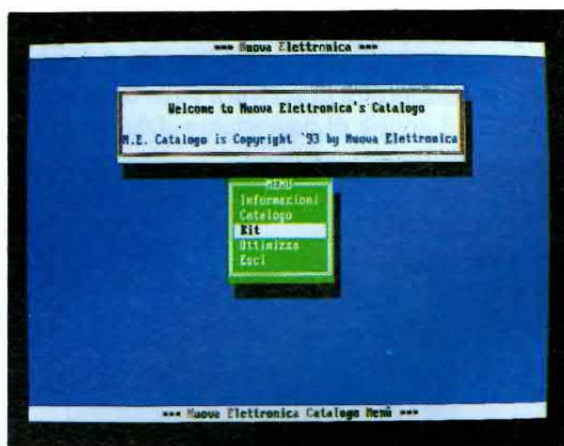 *** Nuova Elettronica ***
Welcome to Nuova Elettronica's Catalogo
N.E. Catalogo is Copyright '93 by Nuova Elettronica
MENU
Informazioni
Catalogo
Kit
Ottimizza
Esci
*** Nuova Elettronica Catalogo Menù ***